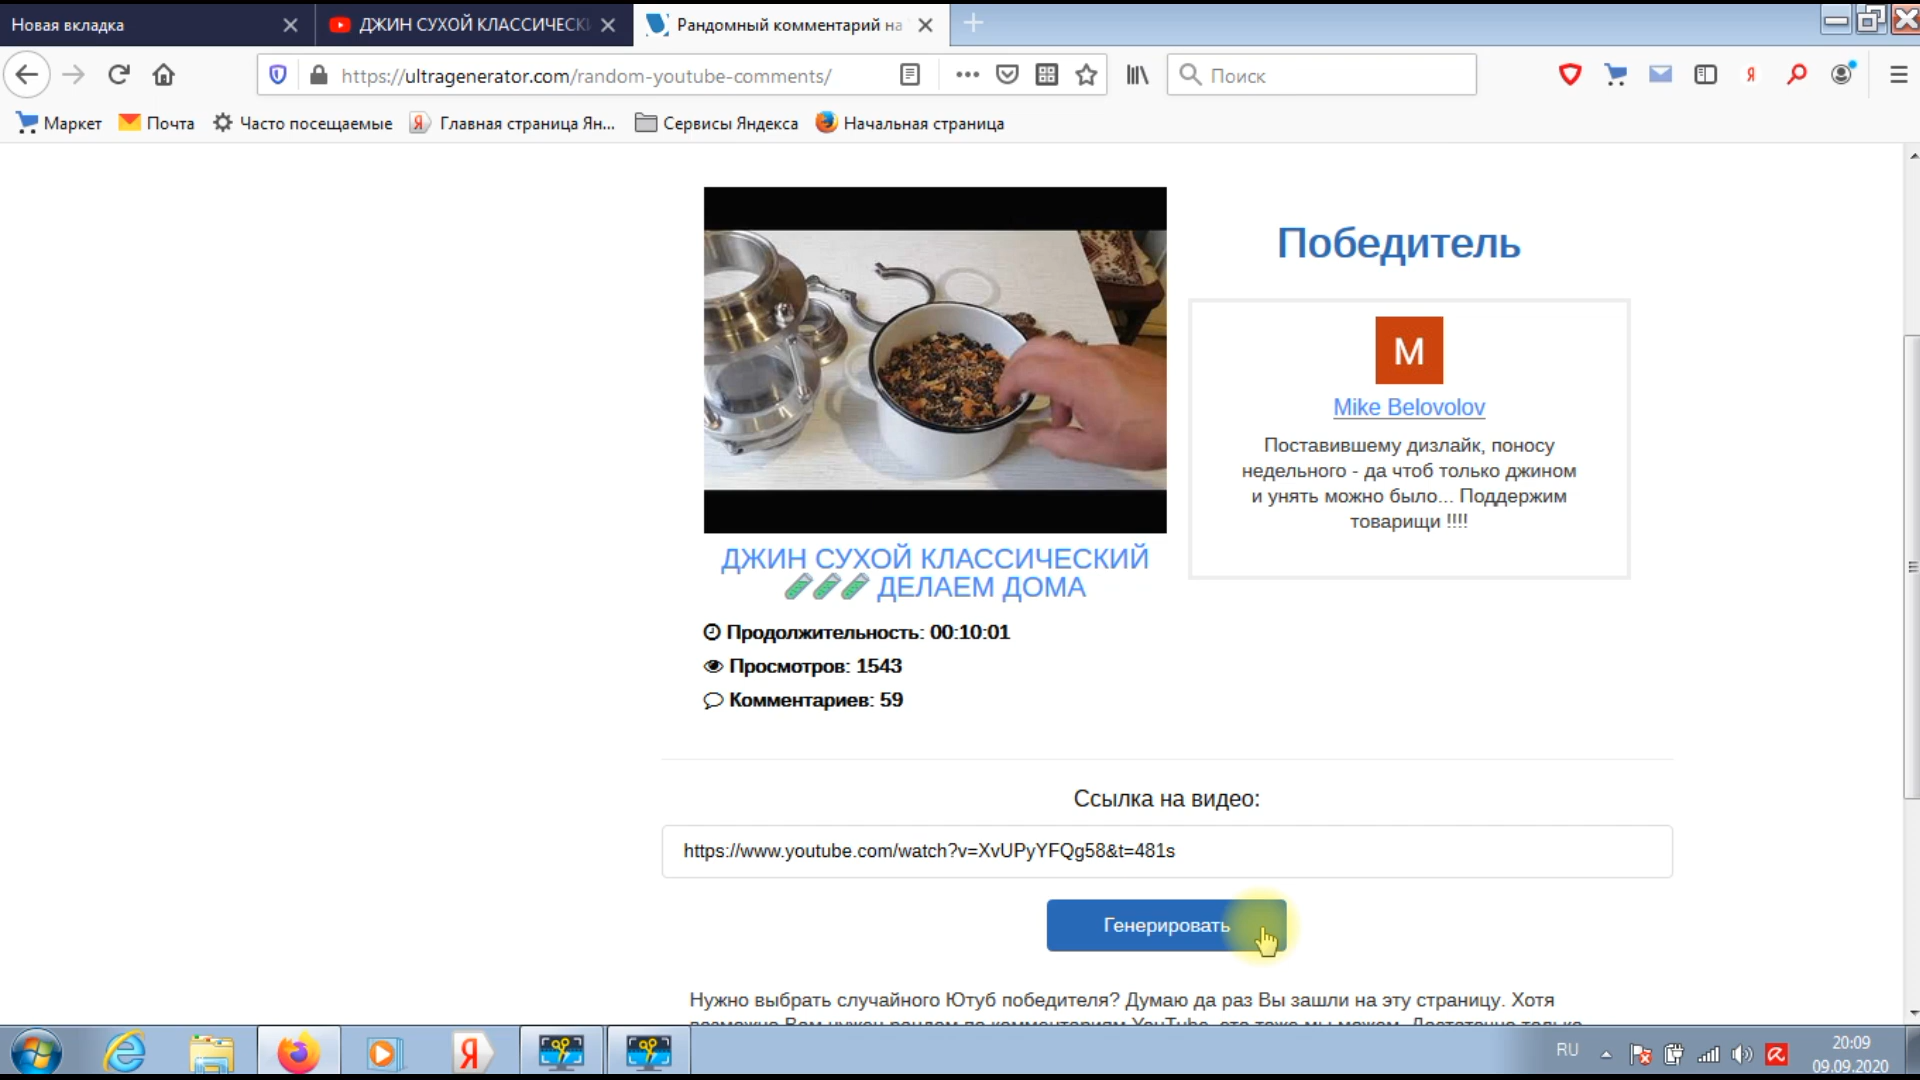 Новая вкладка
ДЖИН СУХОЙ КЛАССИЧЕСКИ
Рандомный комментарий на
https://ultragenerator.com/random-youtube-comments/
Поиск
Маркет
Почта
Часто посещаемые
Главная страница Ян...
Сервисы Яндекса
Начальная страница
Победитель
M
Mike Belovolov
Поставившему дизлайк, поносу
недельного - да чтоб только джином
и унять можно было... Поддержим
товарищи !!!!
ДЖИН СУХОЙ КЛАССИЧЕСКИЙ
ДЕЛАЕМ ДОМА
Продолжительность: 00:10:01
Просмотров: 1543
Комментариев: 59
Ссылка на видео:
https://www.youtube.com/watch?v=XvUPyYFQg58&t=481s
Генерировать
Нужно выбрать случайного Ютуб победителя? Думаю да раз Вы зашли на эту страницу. Хотя
RU
20:09
09.09.2020